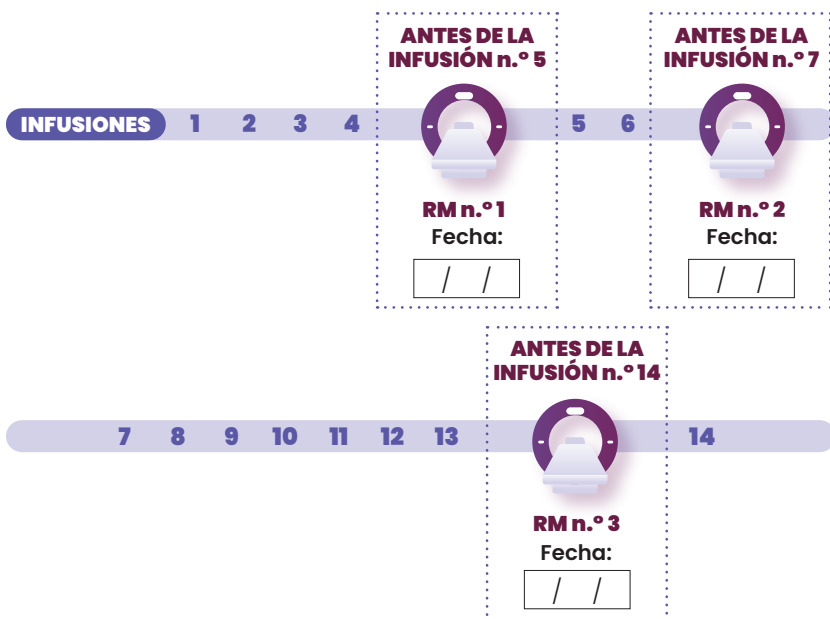 ANTES DE LA
INFUSIÓN n.º 5
ANTES DE LA
INFUSIÓN n.º 7
INFUSIONES 1 2 3 4 5 6
RM n.º 1
Fecha:
/ /
RM n.º 2
Fecha:
/ /
ANTES DE LA
INFUSIÓN n.º 14
7 8 9 10 11 12 13 14
RM n.º 3
Fecha:
/ /